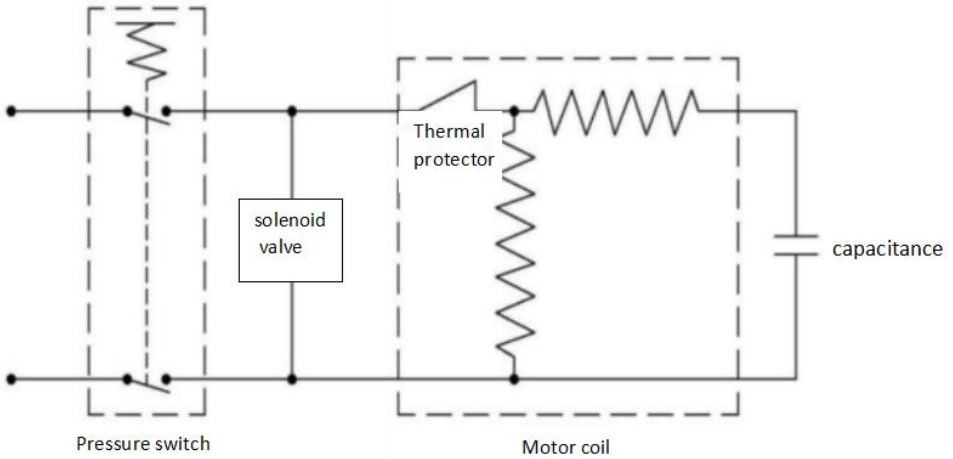 Thermal
protector
solenoid
valve
capacitance
Pressure switch
Motor coil